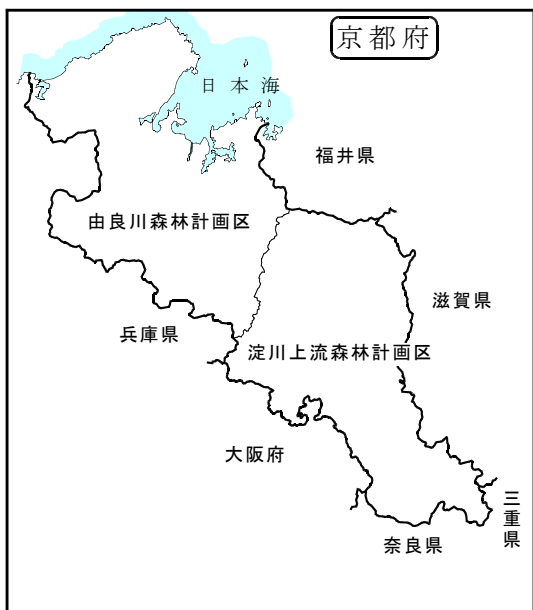 京都府
日本海
福井県
由良川森林計画区
滋賀県
兵庫県
淀川上流森林計画区
大阪府
三重県
奈良県